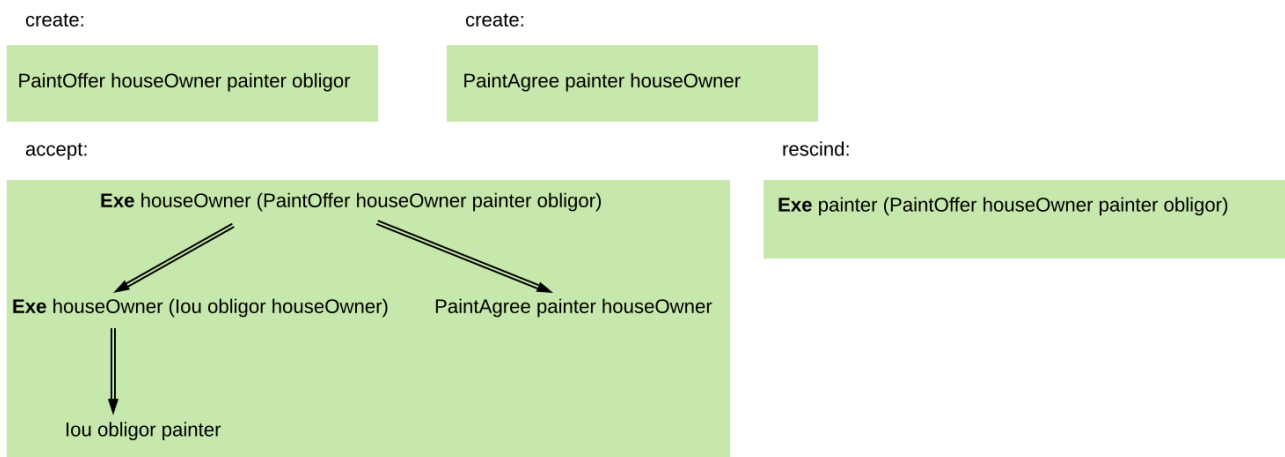 create:
create:
PaintOffer houseOwner painter obligor
PaintAgree painter houseOwner
accept:
rescind:
Exe houseOwner (PaintOffer houseOwner painter obligor)
Exe painter (PaintOffer houseOwner painter obligor)
Exe houseOwner (Iou obligor houseOwner)
PaintAgree painter houseOwner
Iou obligor painter